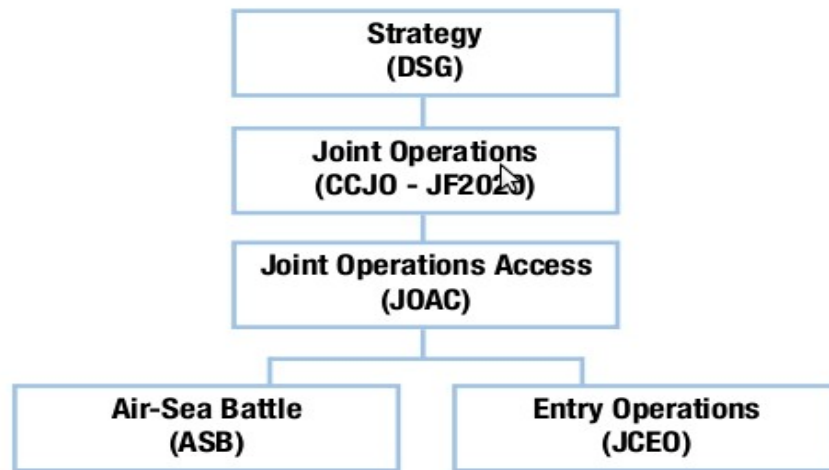 Strategy
(DSG)
Joint Operations
(CCJO - JF2020)
Joint Operations Access
(JOAC)
Air-Sea Battle
(ASB)
Entry Operations
(JCEO)